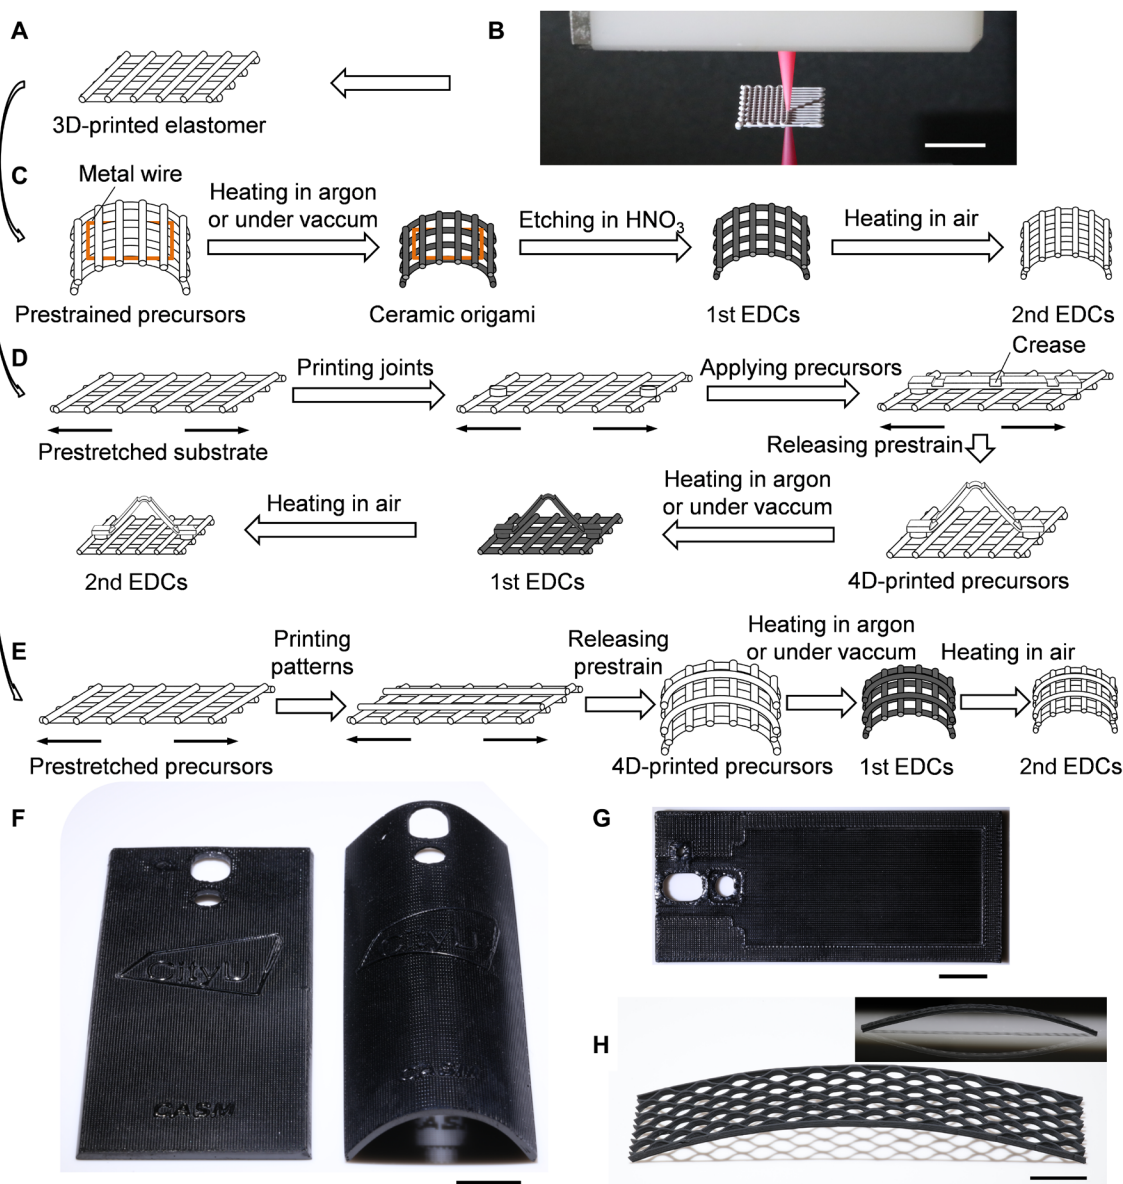 A
B
3D-printed elastomer
C
Metal wire
Heating in argon
or under vaccum
Etching in HNO3
Heating in air
Prestrained precursors
Ceramic origami
1st EDCs
2nd EDCs
D
Printing joints
Applying precursors
Crease
Prestretched substrate
Releasing prestrain
Heating in argon
or under vaccum
Heating in air
2nd EDCs
1st EDCs
4D-printed precursors
E
Printing
patterns
Releasing
prestrain
Heating in argon
or under vaccum
Heating in air
Prestretched precursors
4D-printed precursors
1st EDCs
2nd EDCs
F
CityU
CASM
CityU
CASM
G
H